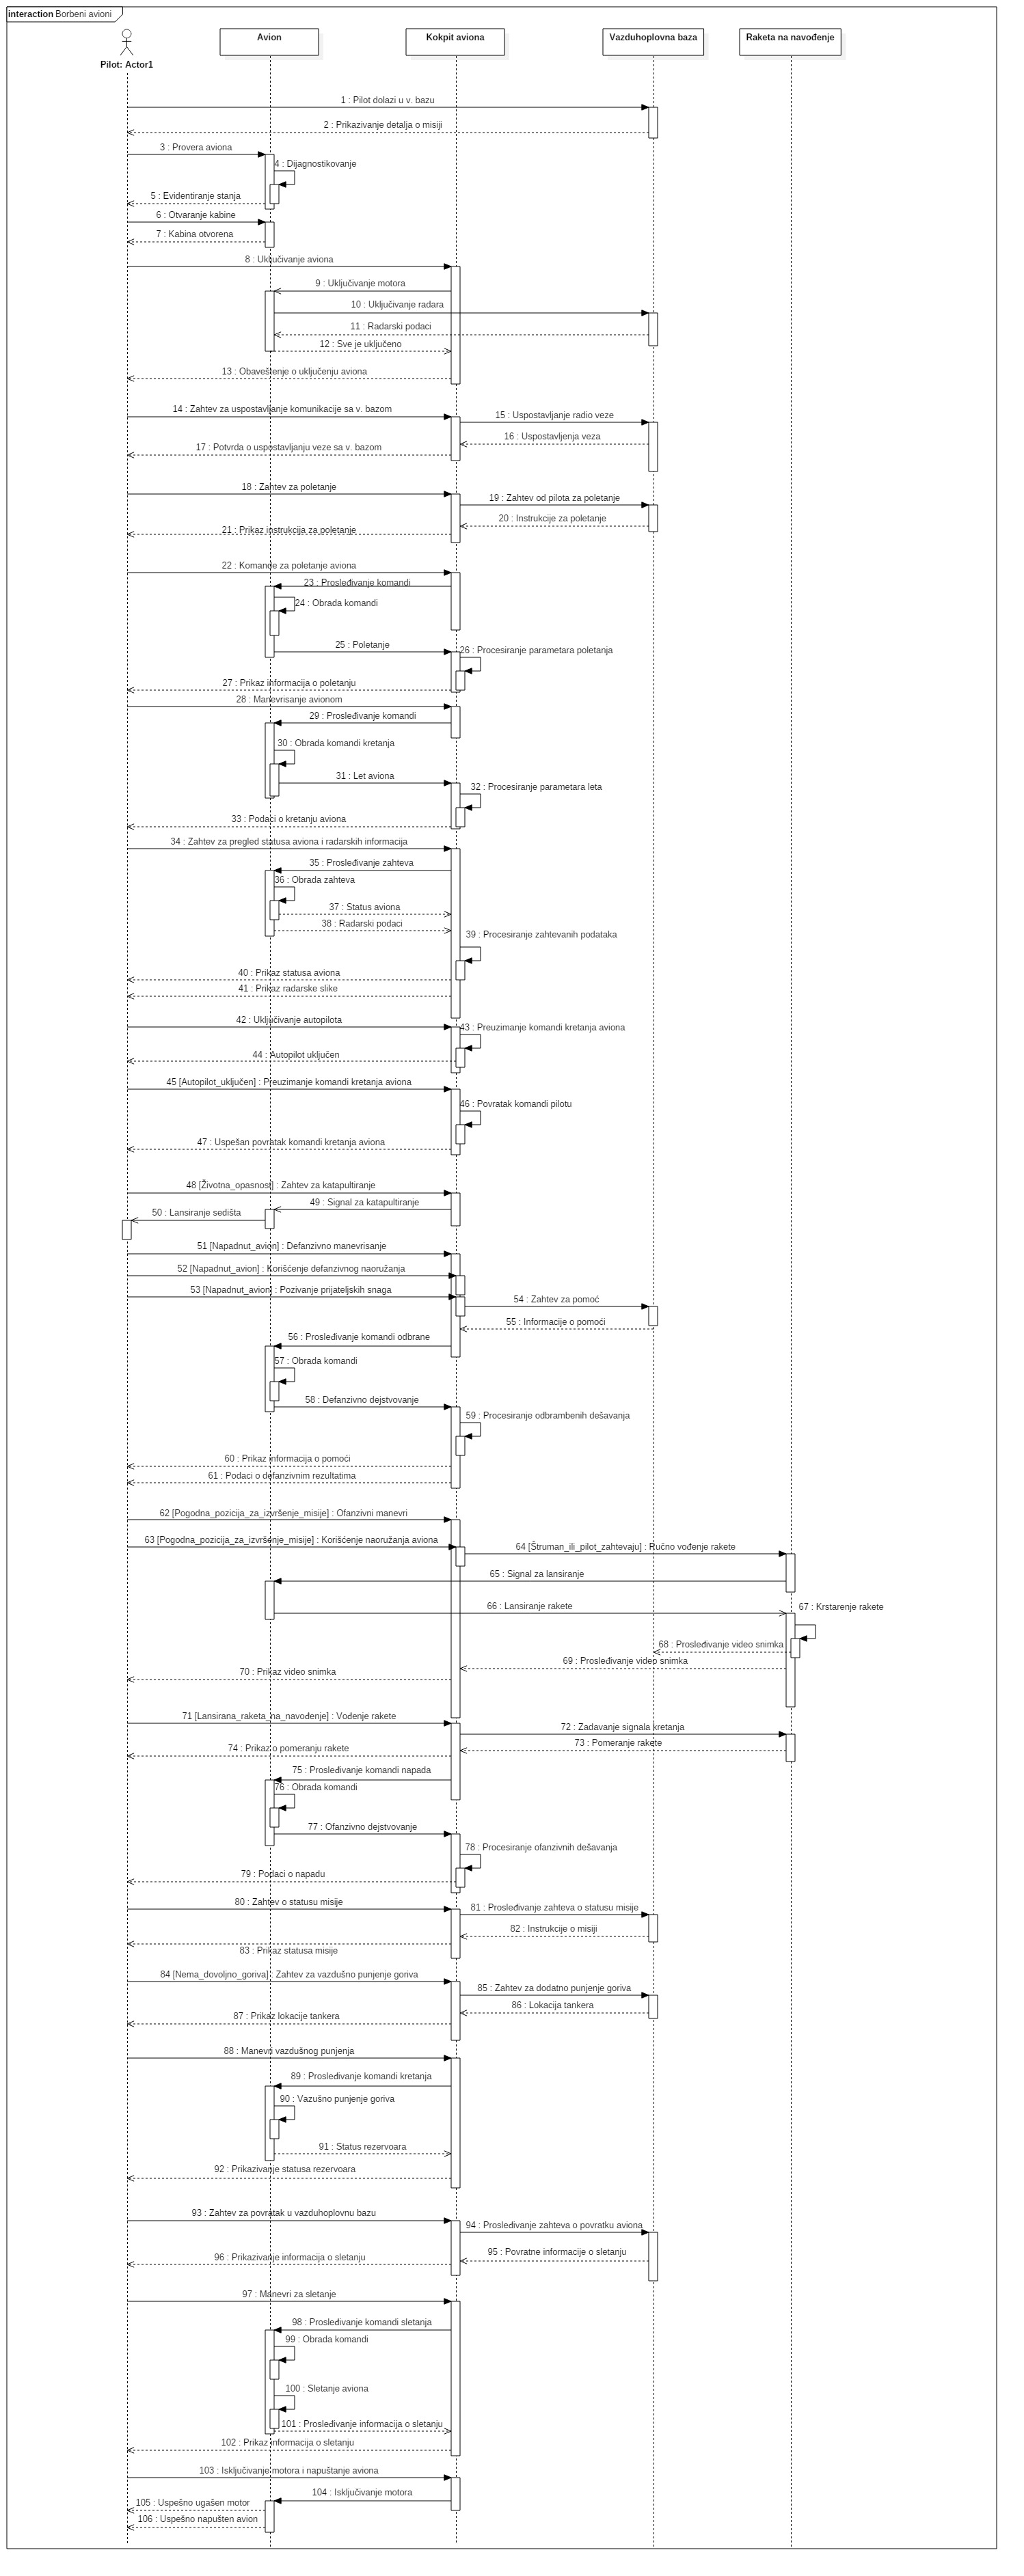 interaction Borbeni avioni
Avion
Kokpit aviona
Vazduhoplovna baza
Raketa na navođenje
Pilot: Actor1
1 : Pilot dolazi u v. bazu
2 : Prikazivanje detalja o misiji
3 : Provera aviona
4 : Dijagnostikovanje
5 : Evidentiranje stanja
6 : Otvaranje kabine
7 : Kabina otvorena
8 : Uključivanje aviona
9 : Uključivanje motora
10 : Uključivanje radara
11 : Radarski podaci
12 : Sve je uključeno
13 : Obaveštenje o uključenju aviona
14 : Zahtev za uspostavljanje komunikacije sa v. bazom
15 : Uspostavljanje radio veze
16 : Uspostavljenja veza
17 : Potvrda o uspostavljanju veze sa v. bazom
18 : Zahtev za poletanje
19 : Zahtev od pilota za poletanje
20 : Instrukcije za poletanje
21 : Prikaz instrukcija za poletanje
22 : Komande za poletanje aviona
23 : Prosleđivanje komandi
24 : Obrada komandi
25 : Poletanje
26 : Procesiranje parametara poletanja
27 : Prikaz informacija o poletanju
28 : Manevrisanje avionom
29 : Prosleđivanje komandi
30 : Obrada komandi kretanja
31 : Let aviona
32 : Procesiranje parametara leta
33 : Podaci o kretanju aviona
34 : Zahtev za pregled statusa aviona i radarskih informacija
35 : Prosleđivanje zahteva
36 : Obrada zahteva
37 : Status aviona
38 : Radarski podaci
39 : Procesiranje zahtevanih podataka
40 : Prikaz statusa aviona
41 : Prikaz radarske slike
42 : Uključivanje autopilota
43 : Preuzimanje komandi kretanja aviona
44 : Autopilot uključen
45 [Autopilot_uključen] : Preuzimanje komandi kretanja aviona
46 : Povratak komandi pilotu
47 : Uspešan povratak komandi kretanja aviona
48 [Životna_opasnost] : Zahtev za katapultiranje
49 : Signal za katapultiranje
50 : Lansiranje sedišta
51 [Napadnut_avion] : Defanzivno manevrisanje
52 [Napadnut_avion] : Korišćenje defanzivnog naoružanja
53 [Napadnut_avion] : Pozivanje prijateljskih snaga
54 : Zahtev za pomoć
55 : Informacije o pomoći
56 : Prosleđivanje komandi odbrane
57 : Obrada komandi
58 : Defanzivno dejstvovanje
59 : Procesiranje odbrambenih dešavanja
60 : Prikaz informacija o pomoći
61 : Podaci o defanzivnim rezultatima
62 [Pogodna_pozicija_za_izvršenje_misije] : Ofanzivni manevri
63 [Pogodna_pozicija_za_izvršenje_misije] : Korišćenje naoružanja aviona
64 [Štruman_ili_pilot_zahtevaju] : Ručno vođenje rakete
65 : Signal za lansiranje
66 : Lansiranje rakete
67 : Krstarenje rakete
68 : Prosleđivanje video snimka
69 : Prosleđivanje video snimka
70 : Prikaz video snimka
71 [Lansirana_raketa_na_navođenje] : Vođenje rakete
72 : Zadavanje signala kretanja
73 : Pomeranje rakete
74 : Prikaz o pomeranju rakete
75 : Prosleđivanje komandi napada
76 : Obrada komandi
77 : Ofanzivno dejstvovanje
78 : Procesiranje ofanzivnih dešavanja
79 : Podaci o napadu
80 : Zahtev o statusu misije
81 : Prosleđivanje zahteva o statusu misije
82 : Instrukcije o misiji
83 : Prikaz statusa misije
84 [Nema_dovoljno_goriva] : Zahtev za vazdušno punjenje goriva
85 : Zahtev za dodatno punjenje goriva
86 : Lokacija tankera
87 : Prikaz lokacije tankera
88 : Manevri vazdušnog punjenja
89 : Prosleđivanje komandi kretanja
90 : Vazušno punjenje goriva
91 : Status rezervoara
92 : Prikazivanje statusa rezervoara
93 : Zahtev za povratak u vazduhoplovnu bazu
94 : Prosleđivanje zahteva o povratku aviona
95 : Povratne informacije o sletanju
96 : Prikazivanje informacija o sletanju
97 : Manevri za sletanje
98 : Prosleđivanje komandi sletanja
99 : Obrada komandi
100 : Sletanje aviona
101 : Prosleđivanje informacija o sletanju
102 : Prikaz informacija o sletanju
103 : Isključivanje motora i napuštanje aviona
104 : Isključivanje motora
105 : Uspešno ugašen motor
106 : Uspešno napušten avion